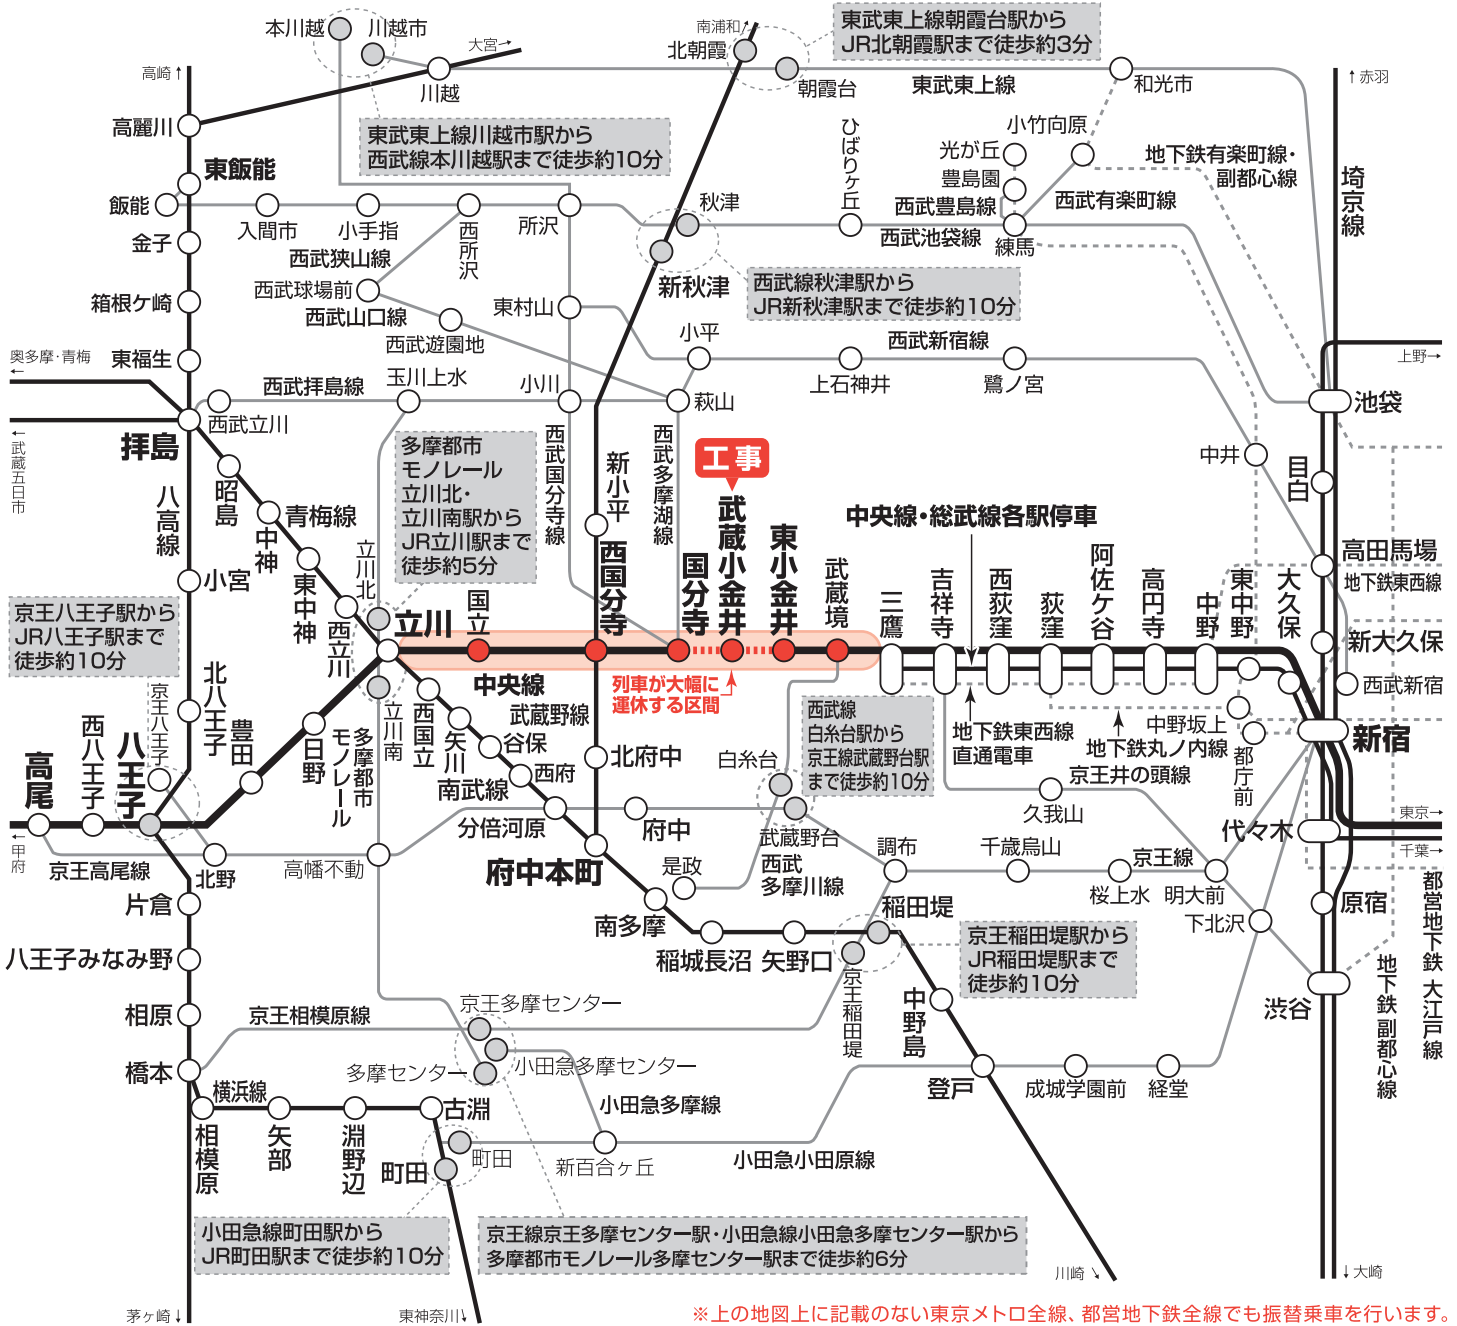 本川越
川越市
大宮→
南浦和
北朝霞
東武東上線朝霞台駅から
JR北朝霞駅まで徒歩約3分
高崎↑
川越
朝霞台
東武東上線
和光市
↑赤羽
高麗川
東武東上線川越市駅から
西武線本川越駅まで徒歩約10分
ひばりヶ丘
小竹向原
光が丘
地下鉄有楽町線・
副都心線
埼京線
東飯能
豊島園
飯能
入間市
小手指
西所沢
所沢
秋津
西武豊島線
西武有楽町線
西武池袋線
練馬
金子
西武狭山線
新秋津
西武線秋津駅から
JR新秋津駅まで徒歩約10分
箱根ケ崎
西武球場前
西武山口線
東村山
西武遊園地
小平
西武新宿線
奥多摩・青梅
←
東福生
上野→
西武拝島線
玉川上水
小川
萩山
上石神井
鷺ノ宮
池袋
西武立川
拝島
←
武蔵五日市
多摩都市
モノレール
立川北・
立川南駅から
JR立川駅まで
徒歩約5分
西武国分寺線
新小平
西武多摩湖線
工事
中井
目白
八高線
昭島
青梅線
中神
東中神
西立川
立川北
立川
国立
西国分寺
国分寺
武蔵小金井
東小金井
武蔵境
中央線・総武線各駅停車
三鷹
吉祥寺
西荻窪
荻窪
阿佐ケ谷
高円寺
中野
東中野
大久保
高田馬場
地下鉄東西線
新大久保
小宮
京王八王子駅から
JR八王子駅まで
徒歩約10分
中央線
列車が大幅に
運休する区間
西武新宿
北八王子
京王八王子
西八王子
八王子
豊田
日野
多摩都市
モノレール
立川南
西国立
矢川
谷保
西府
武蔵野線
南武線
北府中
西武線
白糸台駅から
京王線武蔵野台駅
まで徒歩約10分
地下鉄東西線
直通電車
中野坂上
地下鉄丸ノ内線
都庁前
新宿
京王井の頭線
高尾
白糸台
久我山
東京→
代々木
千葉→
←
甲府
京王高尾線
北野
高幡不動
分倍河原
府中
武蔵野台
府中本町
是政
西武
多摩川線
調布
千歳烏山
京王線
桜上水
明大前
下北沢
原宿
都営地下鉄 大江戸線
片倉
南多摩
稲城長沼
矢野口
稲田堤
京王稲田堤
京王稲田堤駅から
JR稲田堤駅まで
徒歩約10分
地下鉄 副都心線
八王子みなみ野
相原
京王相模原線
京王多摩センター
小田急多摩センター
多摩センター
中野島
渋谷
橋本
横浜線
相模原
矢部
淵野辺
古淵
小田急多摩線
登戸
成城学園前
経堂
町田
町田
新百合ヶ丘
小田急小田原線
小田急線町田駅から
JR町田駅まで徒歩約10分
京王線京王多摩センター駅・小田急線小田急多摩センター駅から
多摩都市モノレール多摩センター駅まで徒歩約6分
川崎
↓大崎
茅ヶ崎↓
東神奈川
※上の地図上に記載のない東京メトロ全線、都営地下鉄全線でも振替乗車を行います。